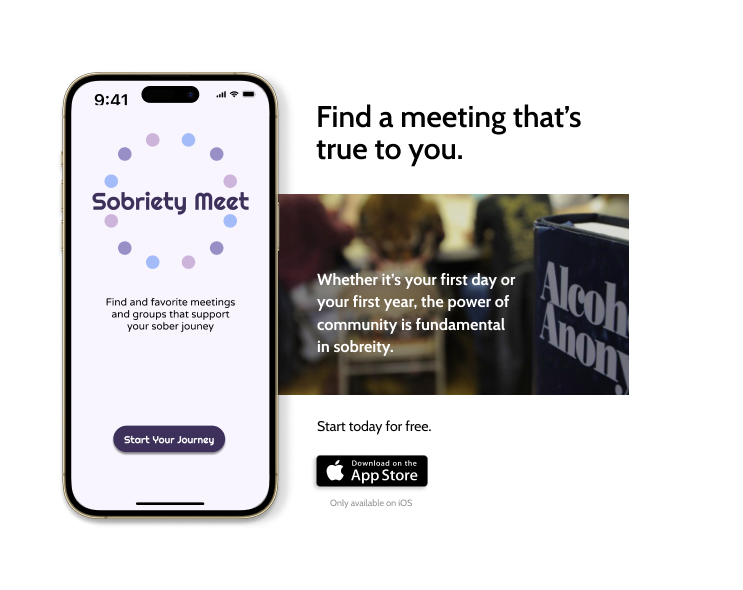 9:41
Sobriety Meet
Find and favorite meetings
and groups that support
your sober jouney
Start Your Journey
Find a meeting that's
true to you.
Whether it's your first day or
your first year, the power of
community is fundamental
in sobreity.
Alcoh
Anony
Start today for free.
Download on the
App Store
Only available on iOS